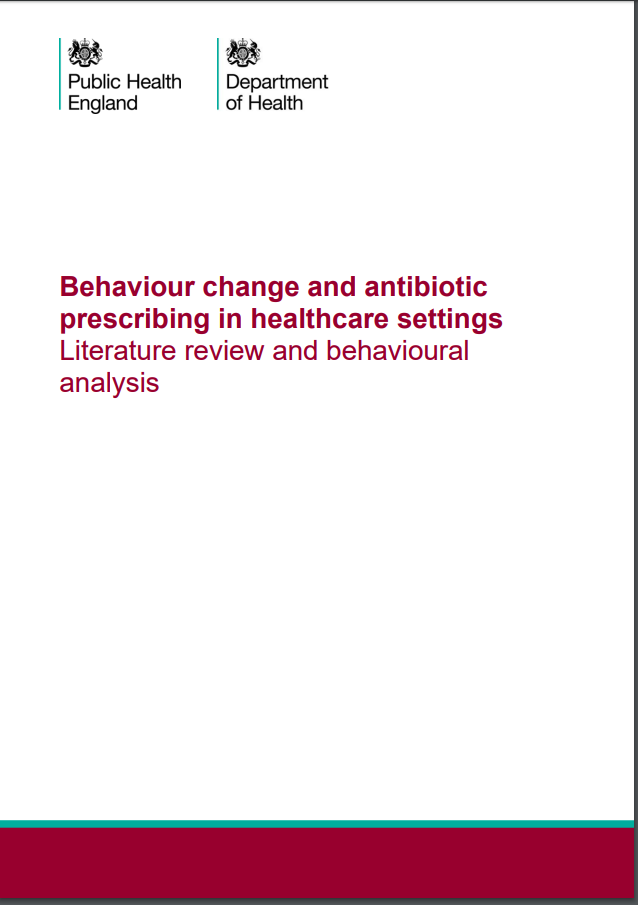 Public Health
England
Department
of Health
Behaviour change and antibiotic
prescribing in healthcare settings
Literature review and behavioural
analysis